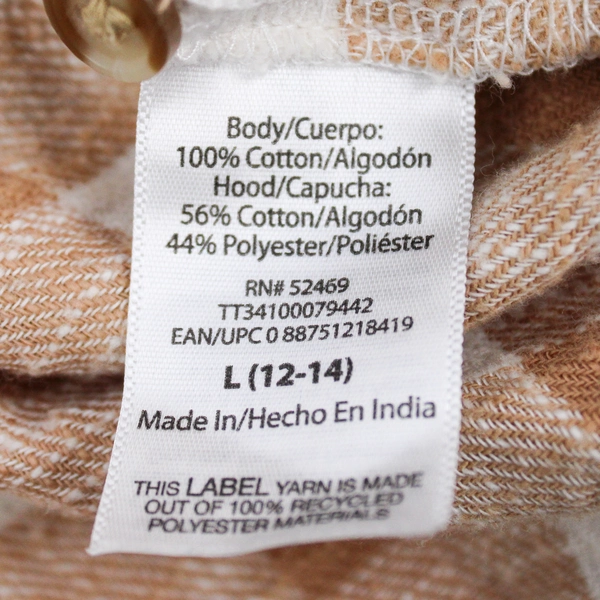 Body/Cuerpo:
100% Cotton/Algodón
Hood/Capucha:
56% Cotton/Algodón
44% Polyester/Poliéster
RN# 52469
TT34100079442
EAN/UPC 0 88751218419
L (12-14)
Made In/Hecho En India
THIS LABEL YARN IS MADE
OUT OF 100% RECYCLED
POLYESTER MATERIALS